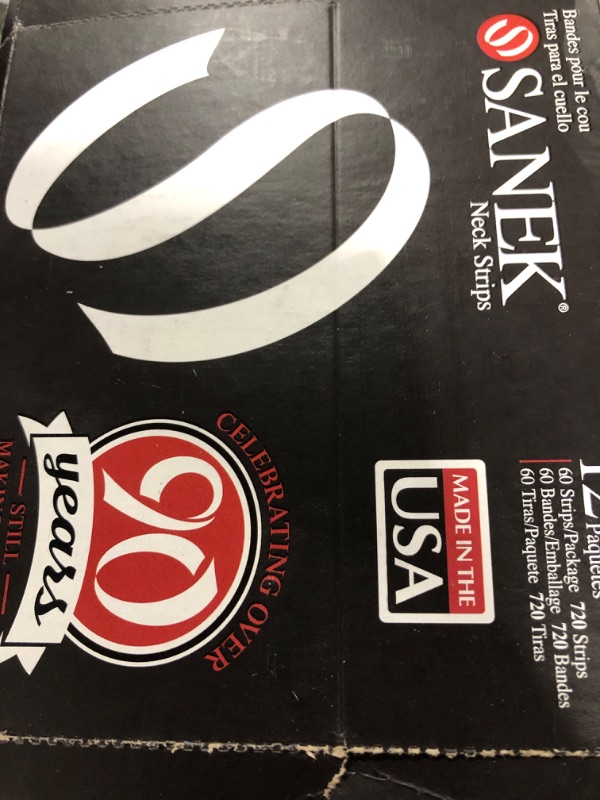 Bandes pour le cou
Tiras para el cuello
SANEK®
Neck Strips
12 Paquetes
60 Strips/Package 720 Strips
60 Bandes/Emballage 720 Bandes
60 Tiras/Paquete 720 Tiras
MADE IN THE
USA
CELEBRATING OVER
90
years
STILL